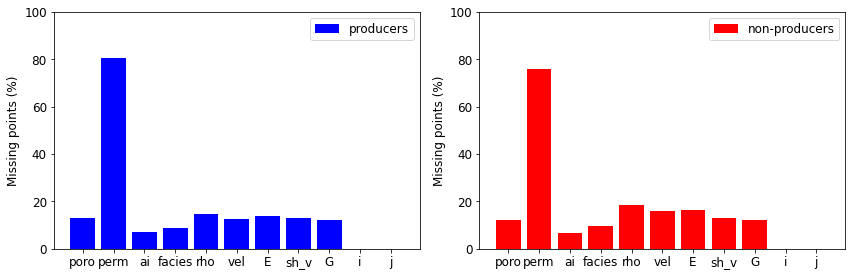 Missing points (%)
100
80
60
40
20
0
producers
poro perm ai facies rho vel E sh_v G i j
Missing points (%)
100
80
60
40
20
0
non-producers
poro perm ai facies rho vel E sh_v G i j